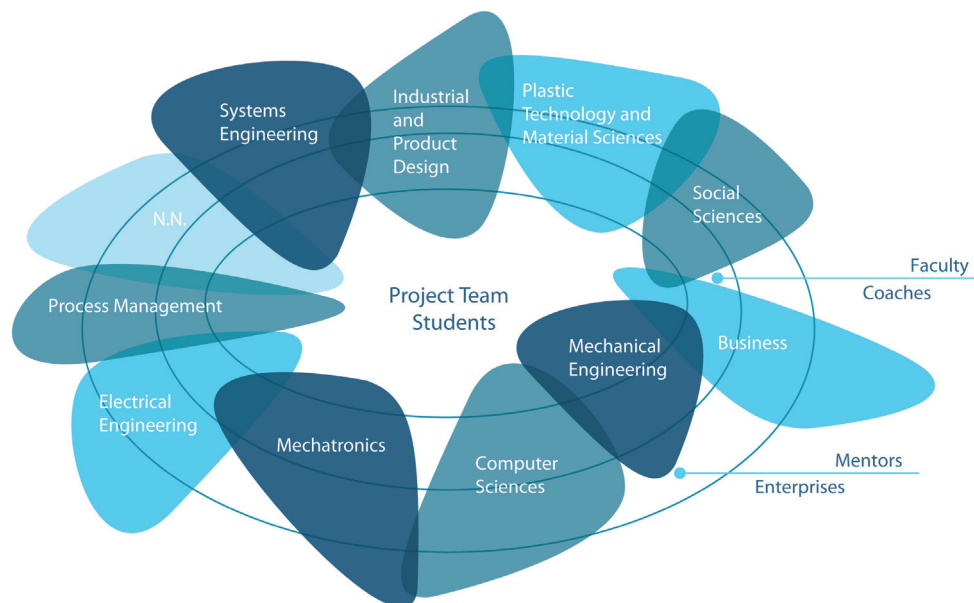 Systems
Engineering
Industrial
and
Product
Design
Plastic
Technology and
Material Sciences
Social
Sciences
N.N.
Process Management
Project Team
Students
Faculty
Coaches
Business
Mechanical
Engineering
Electrical
Engineering
Mechatronics
Computer
Sciences
Mentors
Enterprises